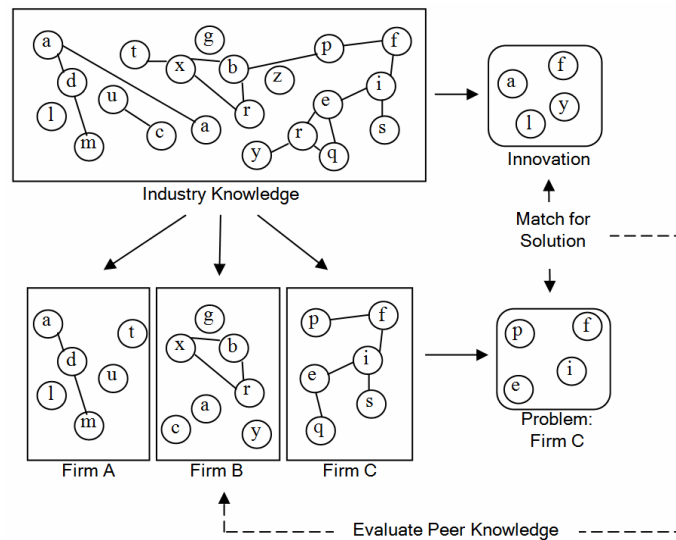 a t g p f
x b z i
d
l u c a r e s
m y r q
Industry Knowledge
a f
l y
Innovation
Match for
Solution
a t
d u
l
m
Firm A
g
x b
r
a
c y
Firm B
p f
e i
s
q
Firm C
p f
e i
Problem:
Firm C
Evaluate Peer Knowledge